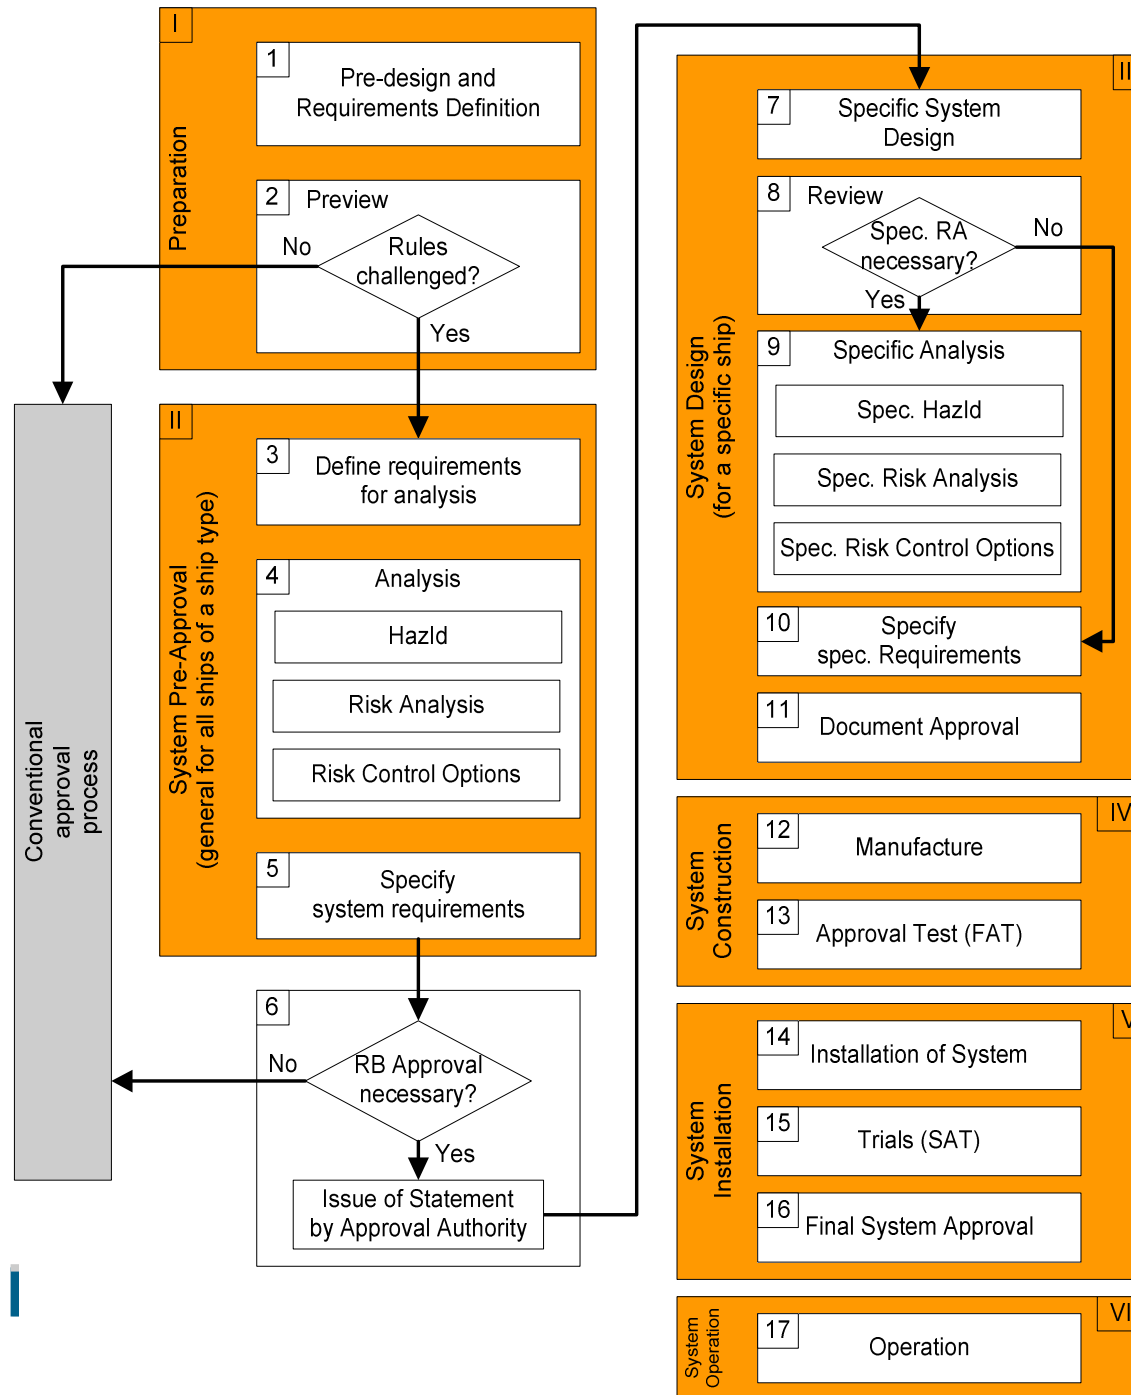 I
Preparation
1
Pre-design and
Requirements Definition
2
Preview
Rules
challenged?
No
Yes
Conventional
approval
process
II
System Pre-Approval
(general for all ships of a ship type)
3
Define requirements
for analysis
4
Analysis
HazId
Risk Analysis
Risk Control Options
5
Specify
system requirements
6
RB Approval
necessary?
No
Yes
Issue of Statement
by Approval Authority
II
System Design
(for a specific ship)
7
Specific System
Design
8
Review
Spec. RA
necessary?
No
Yes
9
Specific Analysis
Spec. HazId
Spec. Risk Analysis
Spec. Risk Control Options
10
Specify
spec. Requirements
11
Document Approval
IV
System
Construction
12
Manufacture
13
Approval Test (FAT)
V
System
Installation
14
Installation of System
15
Trials (SAT)
16
Final System Approval
VI
System
Operation
17
Operation